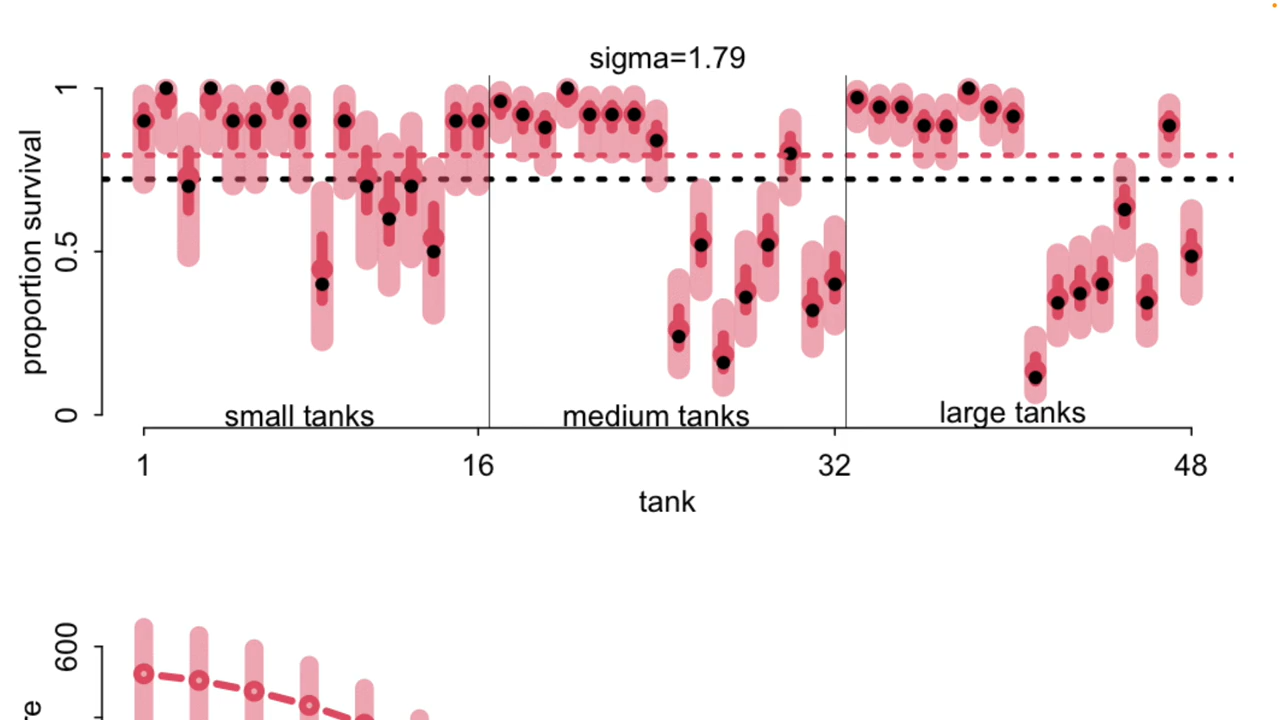 sigma=1.79
1
0.5
0
proportion survival
small tanks
medium tanks
large tanks
1 16 32 48
tank
600
re